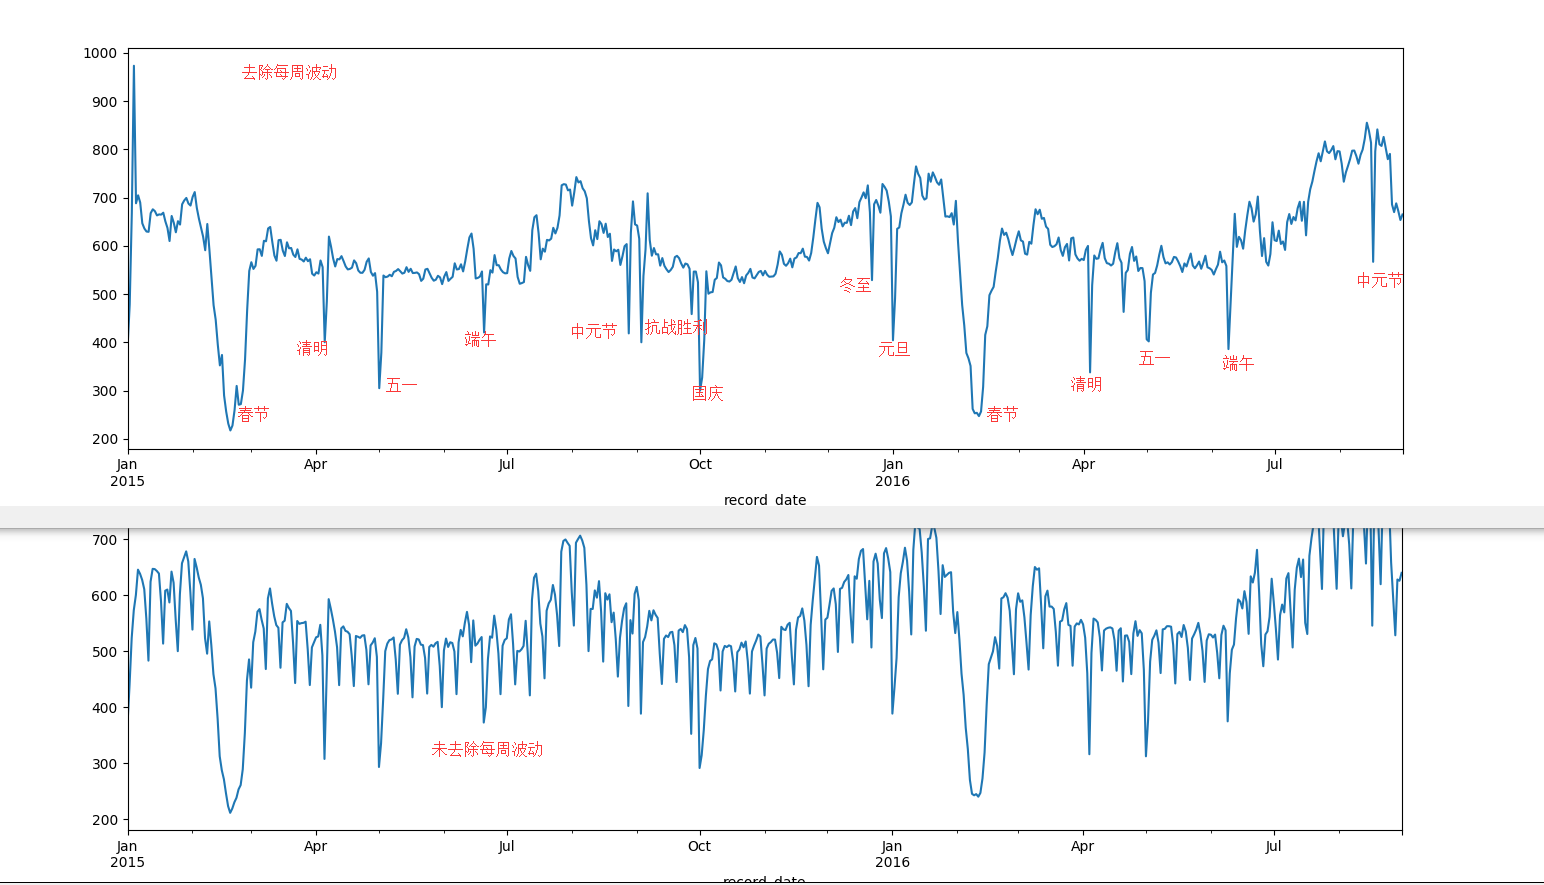 1000
去除每周波动
900
800
700
600
500
冬至
中元节
400
清明
端午
中元节
抗战胜利
元旦
五一
端午
300
五一
国庆
清明
200
春节
春节
Jan
2015
Apr
Jul
Oct
Jan
2016
Apr
Jul
record_date
700
600
500
400
未去除每周波动
300
200
Jan
2015
Apr
Jul
Oct
Jan
2016
Apr
Jul
record_date